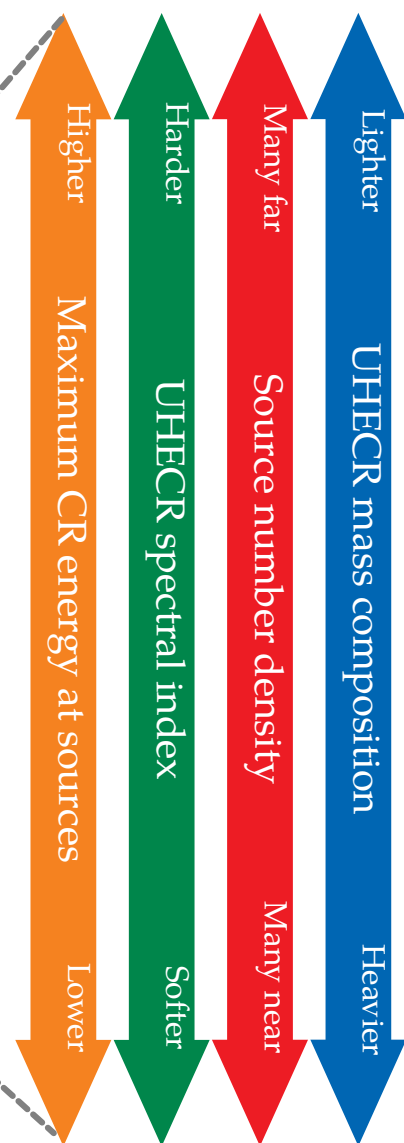 Higher Maximum CR energy at sources Lower
Harder UHECR spectral index Softer
Many far Source number density Many near
Lighter UHECR mass composition Heavier